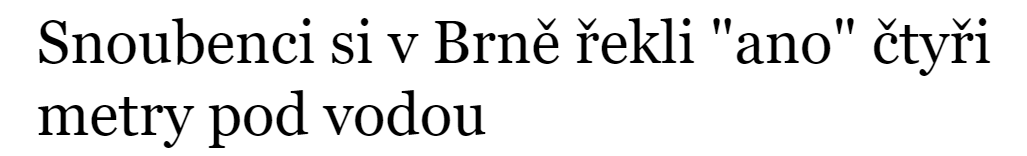 Snoubenci si v Brně řekli "ano" čtyři
metry pod vodou